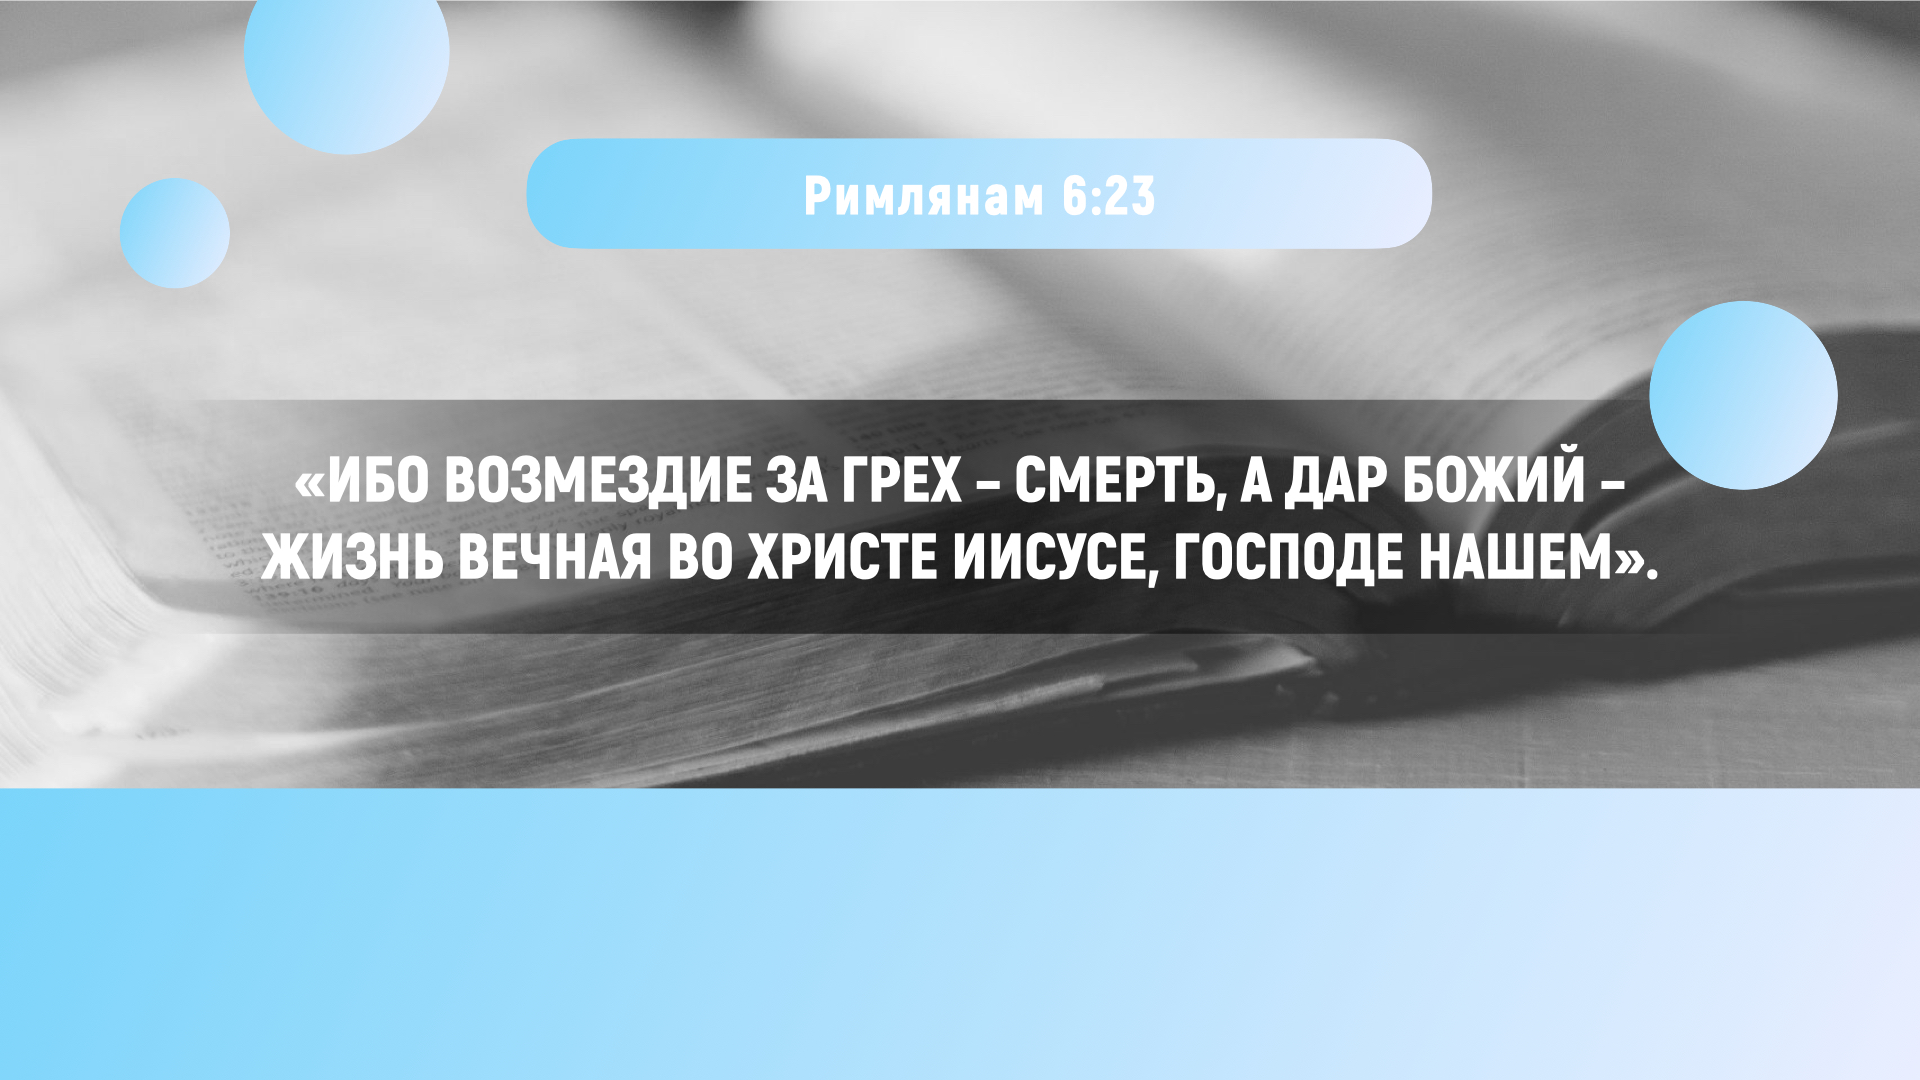 Римлянам 6:23
«ИБО ВОЗМЕЗДИЕ ЗА ГРЕХ – СМЕРТЬ, А ДАР БОЖИЙ –
ЖИЗНЬ ВЕЧНАЯ ВО ХРИСТЕ ИИСУСЕ, ГОСПОДЕ НАШЕМ».